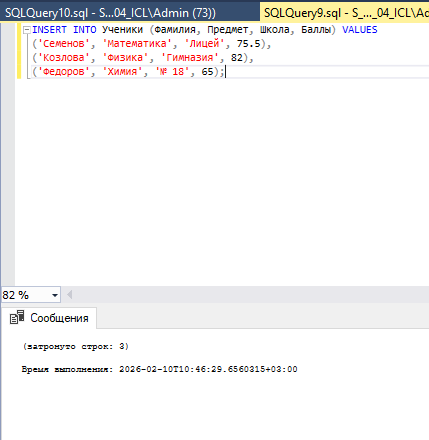 SQLQuery10.sql - S...04_ICL\Admin (73))
SQLQuery9.sql - S...._04_ICL\Ad
INSERT INTO Ученики (Фамилия, Предмет, Школа, Баллы) VALUES
('Семенов', 'Математика', 'Лицей', 75.5),
('Козлова', 'Физика', 'Гимназия', 82),
('Федоров', 'Химия', '№ 18', 65);
82 %
Сообщения
(затронуто строк: 3)
Время выполнения: 2026-02-10T10:46:29.6560315+03:00